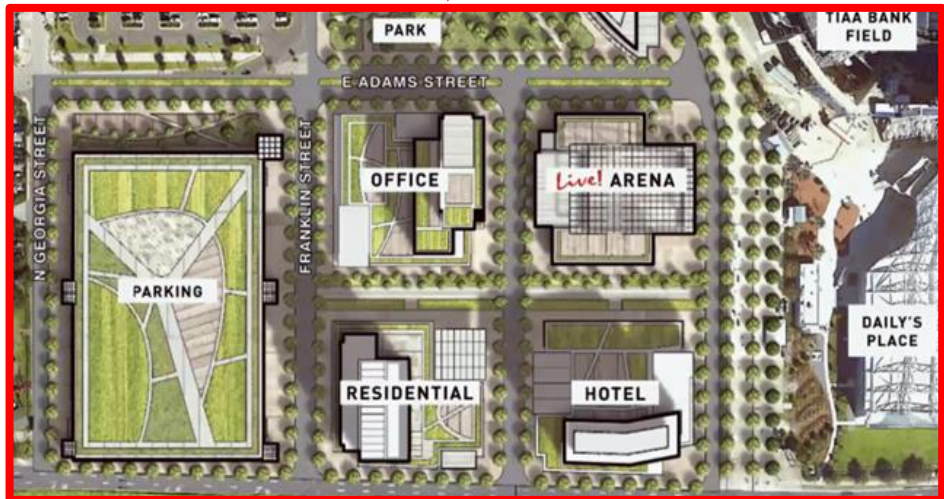 PARK
TIAA BANK
FIELD
E ADAMS STREET
N GEORGIA STREET
FRANKLIN STREET
OFFICE
Live! ARENA
PARKING
DAILY'S
PLACE
RESIDENTIAL
HOTEL